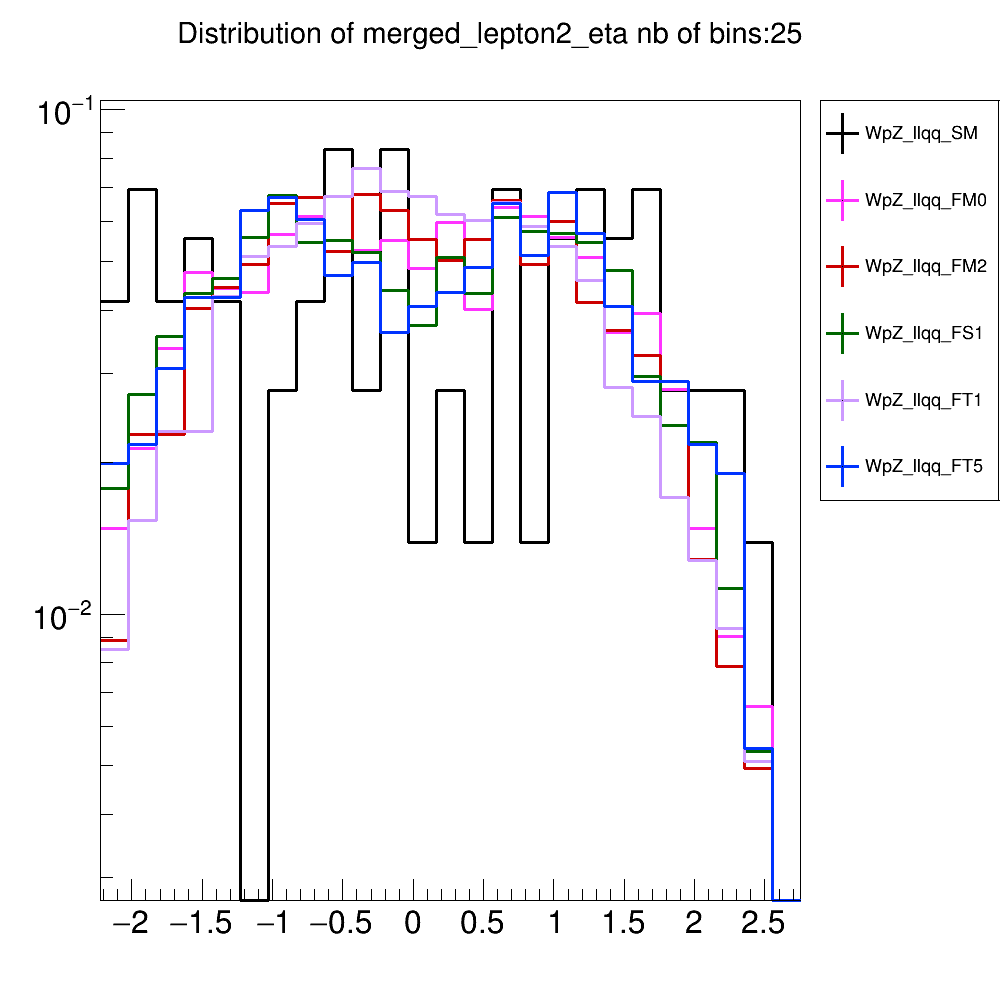 Distribution of merged_lepton2_eta nb of bins:25
10−1
10−2
−2 −1.5 −1 −0.5 0 0.5 1 1.5 2 2.5
WpZ_llqq_SM
WpZ_llqq_FM0
WpZ_llqq_FM2
WpZ_llqq_FS1
WpZ_llqq_FT1
WpZ_llqq_FT5